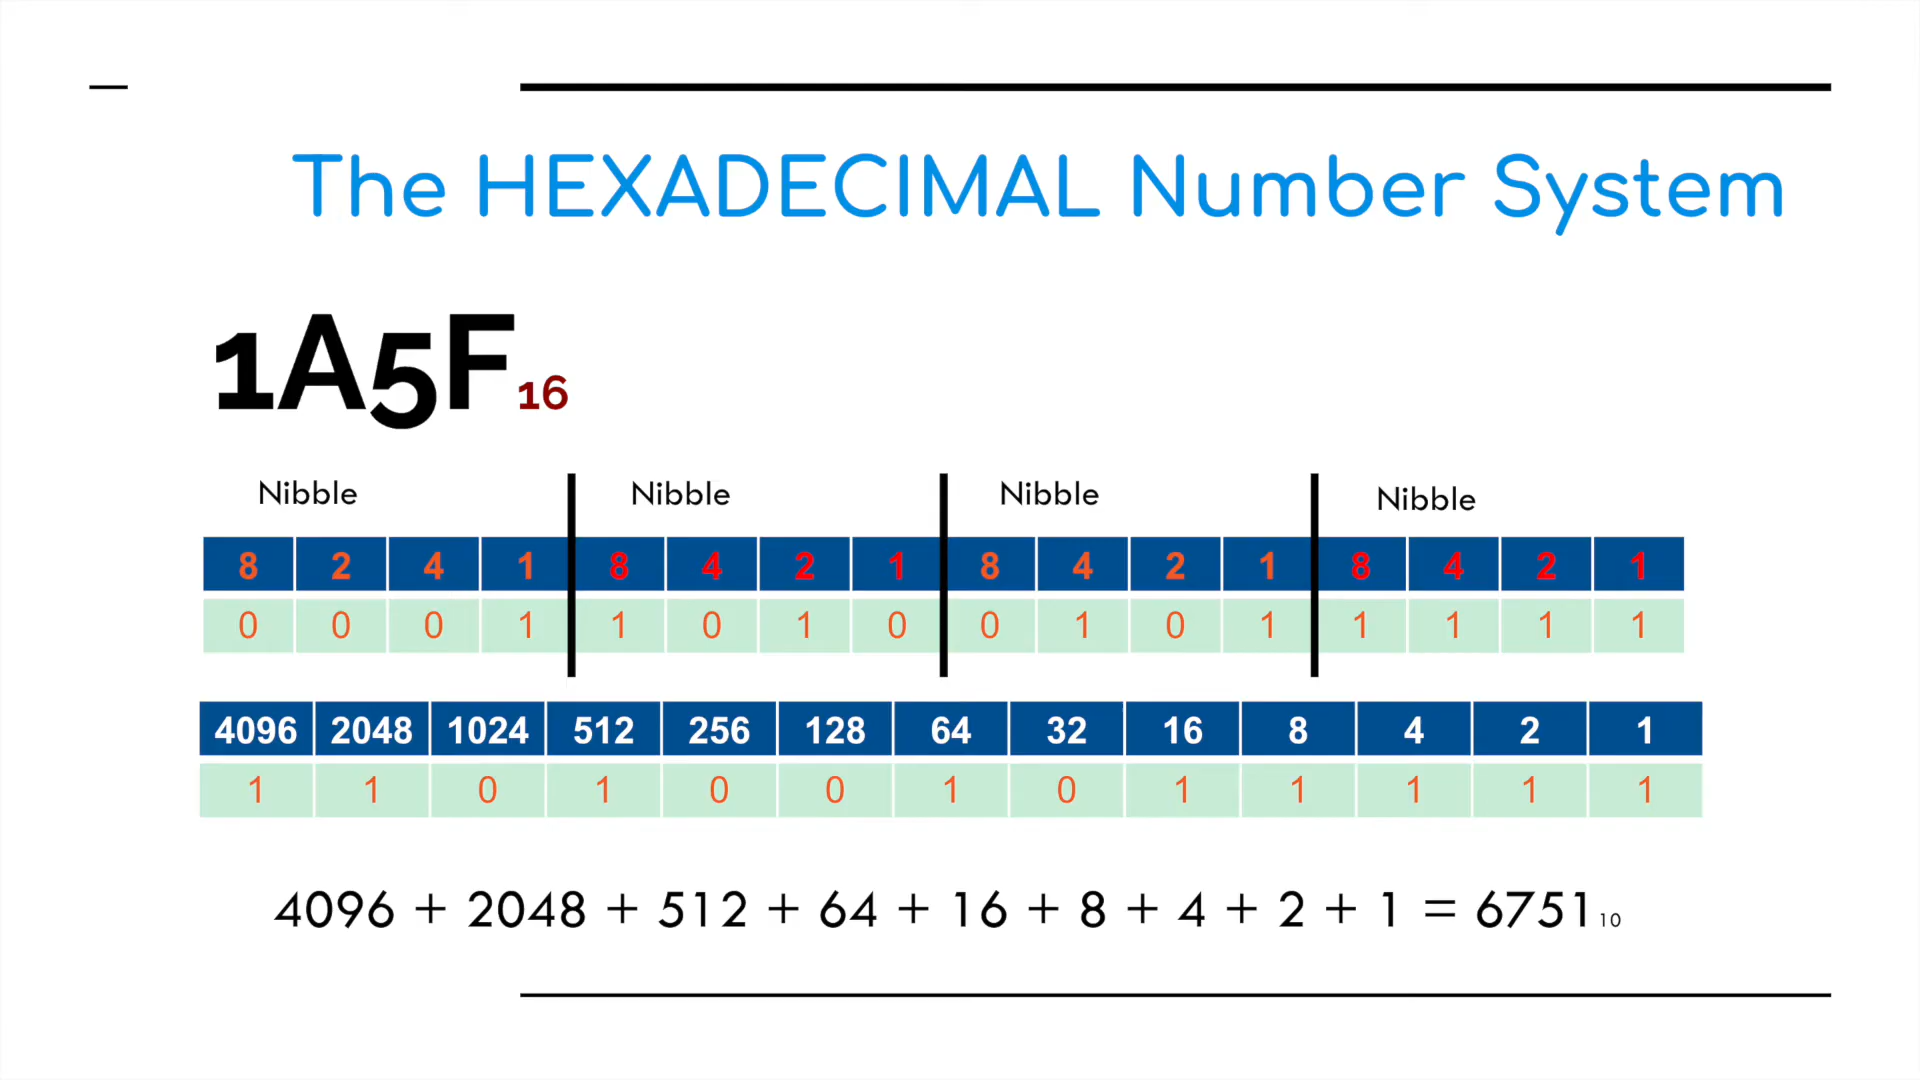 The HEXADECIMAL Number System
1A5F16
Nibble Nibble Nibble Nibble
8 2 4 1 8 4 2 1 8 4 2 1 8 4 2 1
0 0 0 1 1 0 1 0 0 1 0 1 1 1 1 1
4096 2048 1024 512 256 128 64 32 16 8 4 2 1
1 1 0 1 0 0 1 0 1 1 1 1 1
4096 + 2048 + 512 + 64 + 16 + 8 + 4 + 2 + 1 = 675110